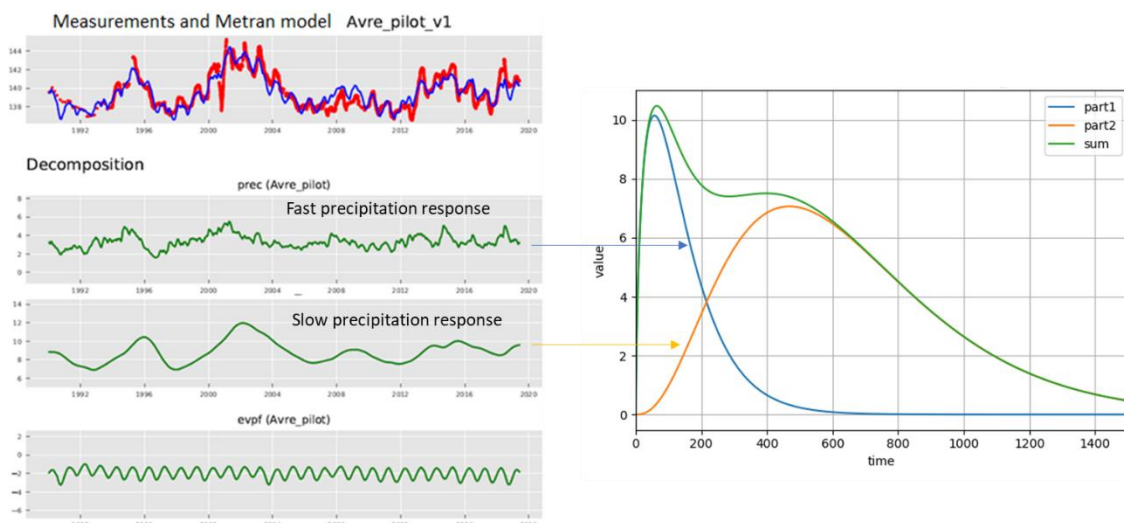 Measurements and Metran model Avre_pilot_v1
144
142
140
138
1992 1996 2000 2004 2008 2012 2016 2020
Decomposition
prec (Avre_pilot)
Fast precipitation response
8
6
4
2
0
1992 1996 2000 2004 2008 2012 2016 2020
Slow precipitation response
14
12
10
8
6
1992 1996 2000 2004 2008 2012 2016 2020
evpf (Avre_pilot)
2
0
−2
−4
−6
part1
part2
sum
10
8
6
4
2
0
value
0 200 400 600 800 1000 1200 1400
time